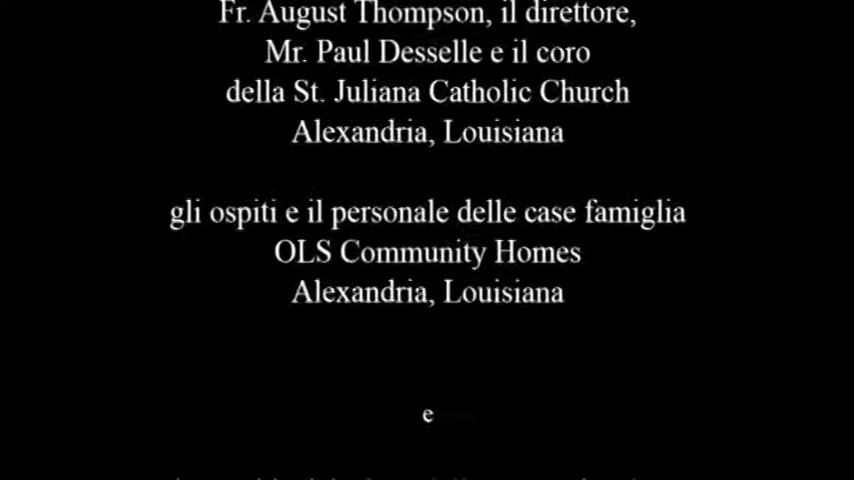 Fr. August Thompson, il direttore,
Mr. Paul Desselle e il coro
della St. Juliana Catholic Church
Alexandria, Louisiana
gli ospiti e il personale delle case famiglia
OLS Community Homes
Alexandria, Louisiana
e